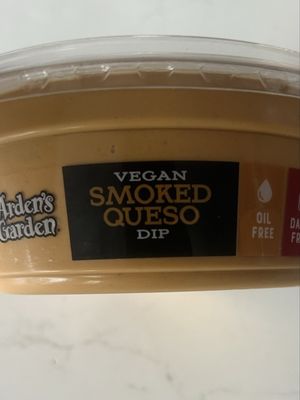 Arden's
Garden
VEGAN
SMOKED
QUESO
DIP
OIL
FREE